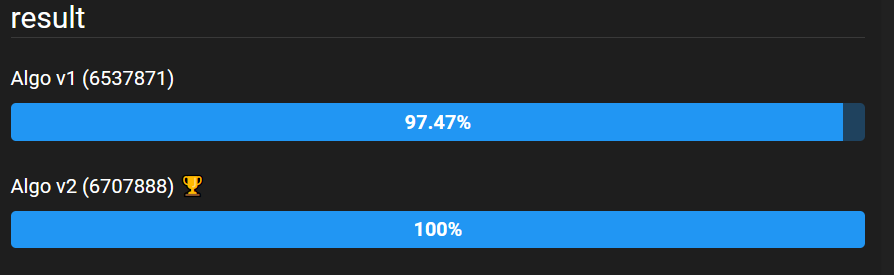 result
Algo v1 (6537871)
97.47%
Algo v2 (6707888) 🏆
100%